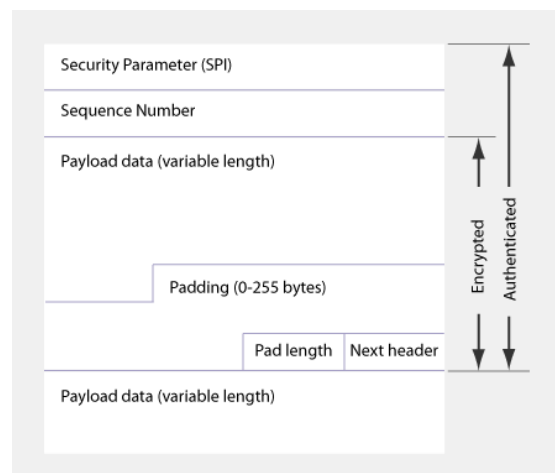 Security Parameter (SPI)
Sequence Number
Payload data (variable length)
Padding (0-255 bytes)
Pad length
Next header
Payload data (variable length)
Encrypted
Authenticated